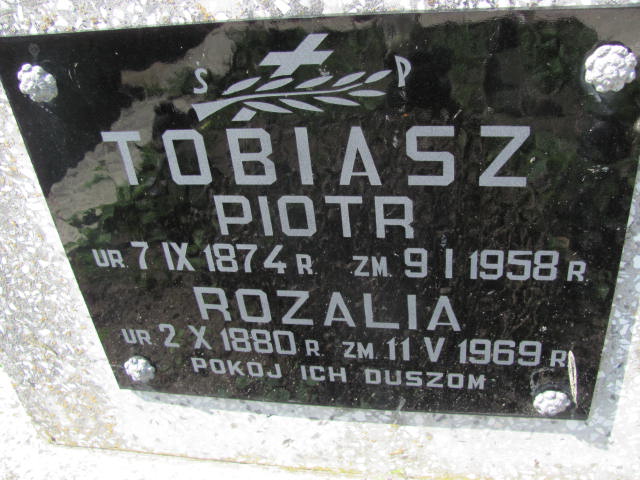 S P
TOBIASZ
PIOTR
UR. 7 IX 1874 R. ZM. 9 I 1958 R.
ROZALIA
UR 2 X 1880 R. ZM. 11 V 1969 R.
POKOJ ICH DUSZOM